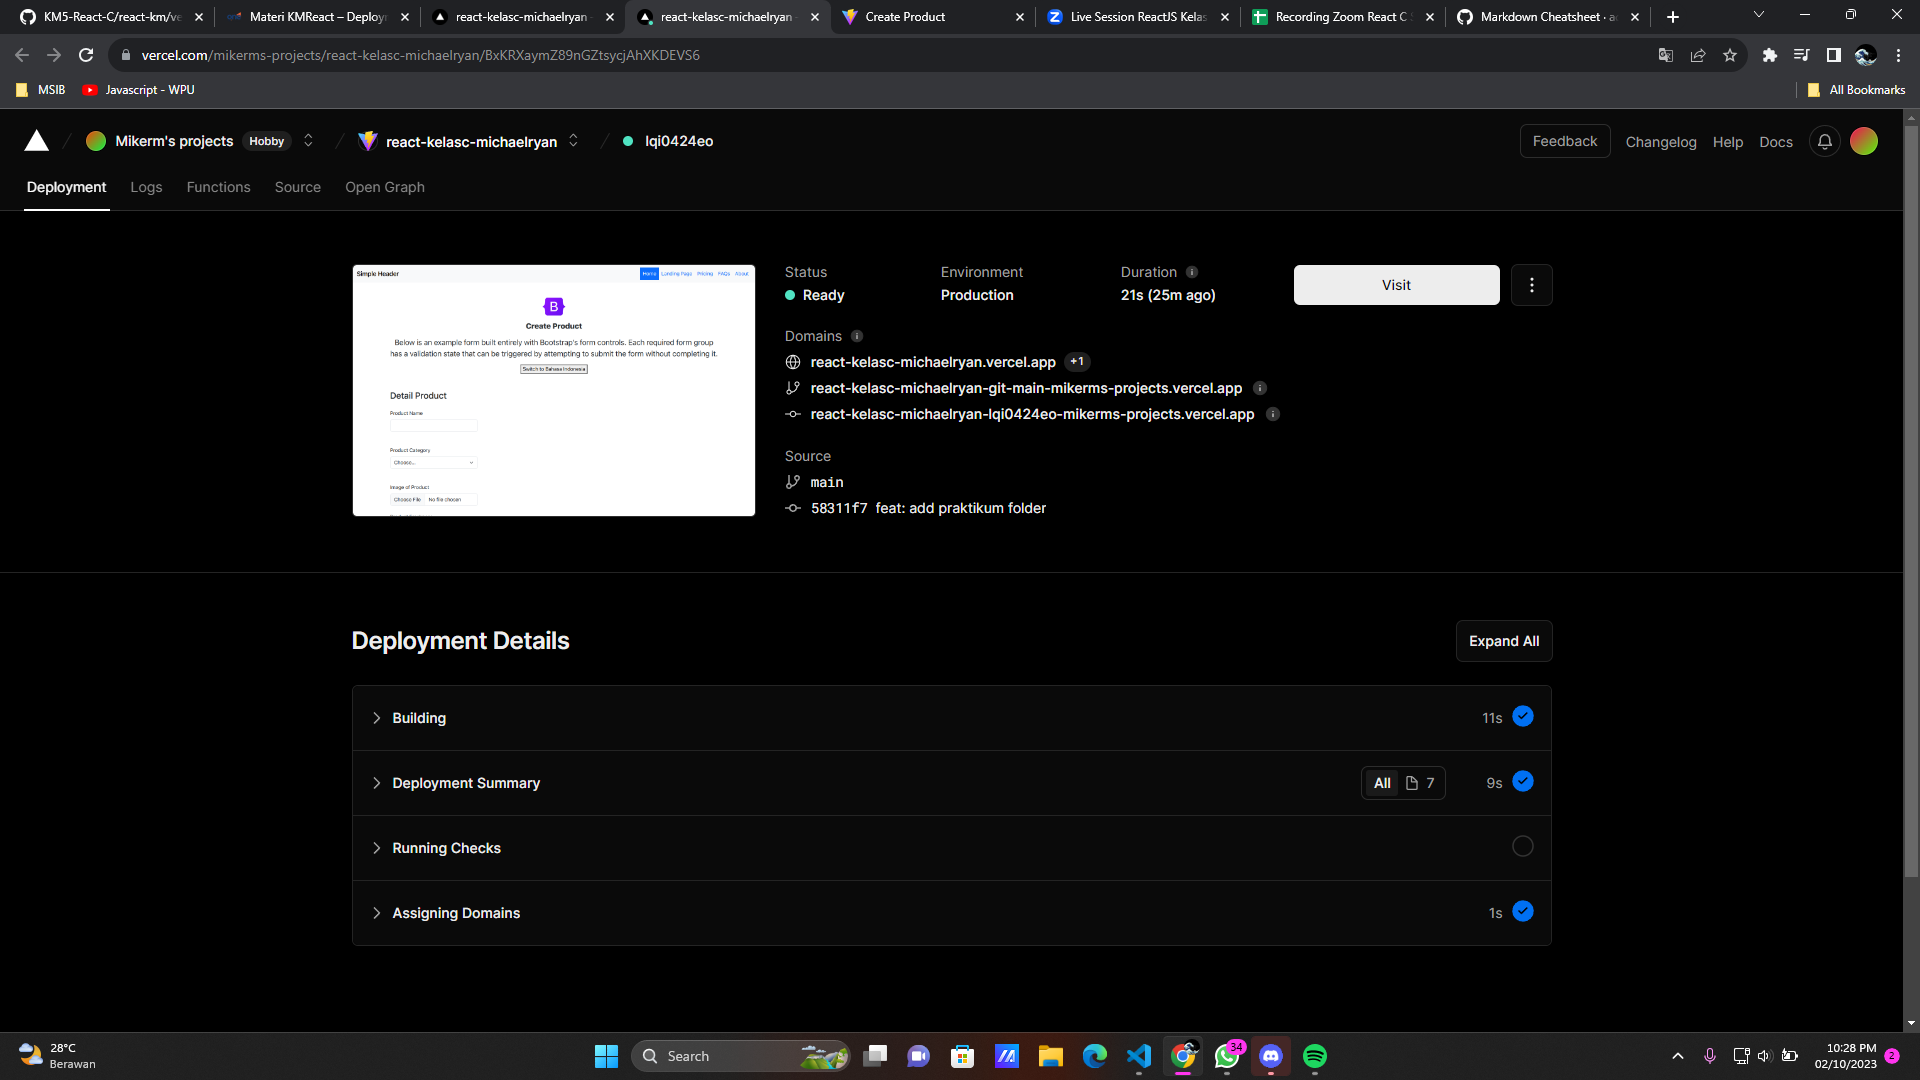 KM5-React-C/react-km/ve
Materi KMReact – Deploym
react-kelasc-michaelryan
react-kelasc-michaelryan
Create Product
Live Session ReactJS Kelas
Recording Zoom React C
Markdown Cheatsheet · a
vercel.com/mikerms-projects/react-kelasc-michaelryan/BxKRXaymZ89nGZtsycjAhXKDEVS6
MSIB
Javascript - WPU
All Bookmarks
Mikerm's projects
Hobby
react-kelasc-michaelryan
lqi0424eo
Feedback
Changelog
Help
Docs
Deployment
Logs
Functions
Source
Open Graph
Simple Header
Home
Landing Page
Pricing
FAQs
About
B
Create Product
Below is an example form built entirely with Bootstrap's form controls. Each required form group
has a validation state that can be triggered by attempting to submit the form without completing it.
Switch to Bahasa Indonesia
Detail Product
Product Name
Product Category
Choose...
Image of Product
Choose File
No file chosen
Status
Ready
Environment
Production
Duration
21s (25m ago)
Visit
Domains
react-kelasc-michaelryan.vercel.app
+1
react-kelasc-michaelryan-git-main-mikerms-projects.vercel.app
react-kelasc-michaelryan-lqi0424eo-mikerms-projects.vercel.app
Source
main
58311f7 feat: add praktikum folder
Deployment Details
Expand All
Building
11s
Deployment Summary
All
7
9s
Running Checks
Assigning Domains
1s
28°C
Berawan
Search
34
10:28 PM
02/10/2023
2